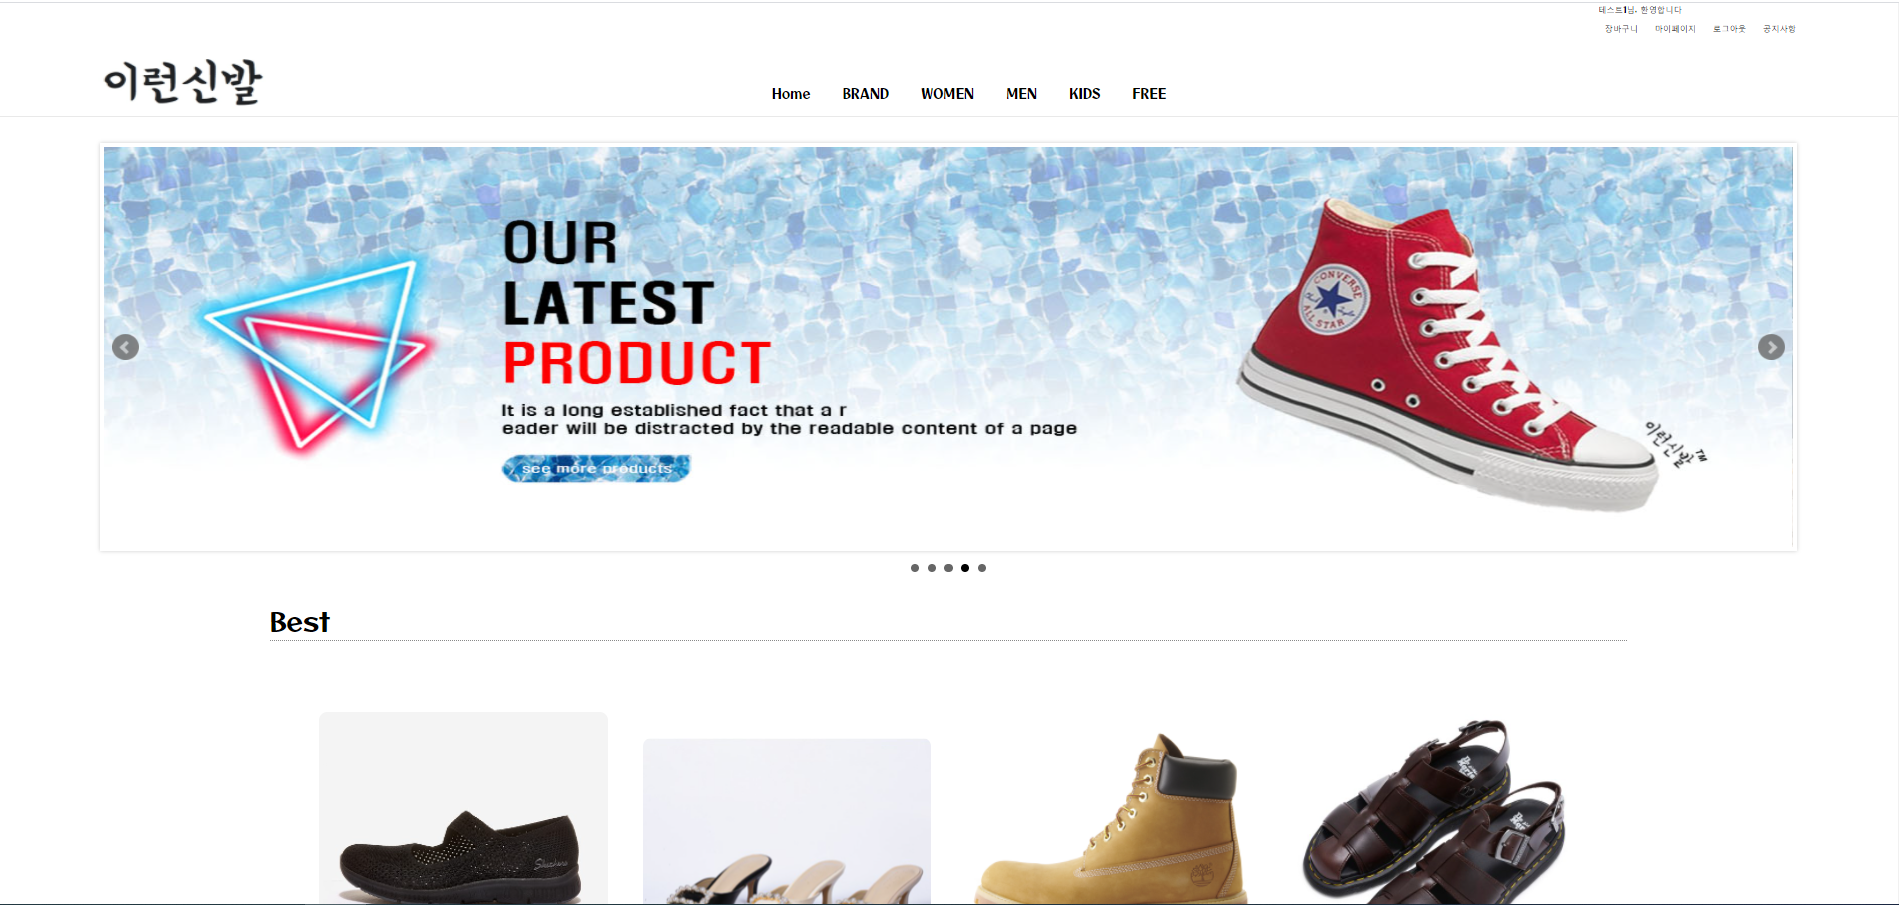 테스트1님. 환영합니다
장바구니 마이페이지 로그아웃 공지사항
이런신발
Home BRAND WOMEN MEN KIDS FREE
OUR
LATEST
PRODUCT
It is a long established fact that a r
eader will be distracted by the readable content of a page
see more products
CONVERSE
ALL STAR
이런신발™
Best
Skechers